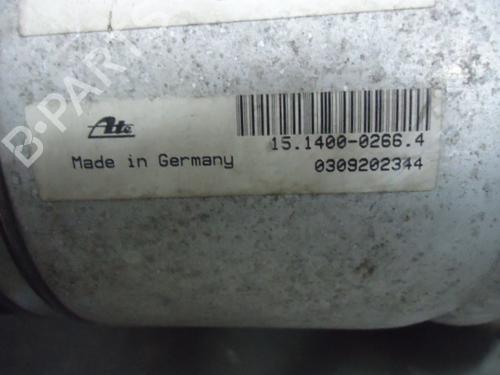 B-PARTS
Ate
15.1400-0266.4
Made in Germany
0309202344